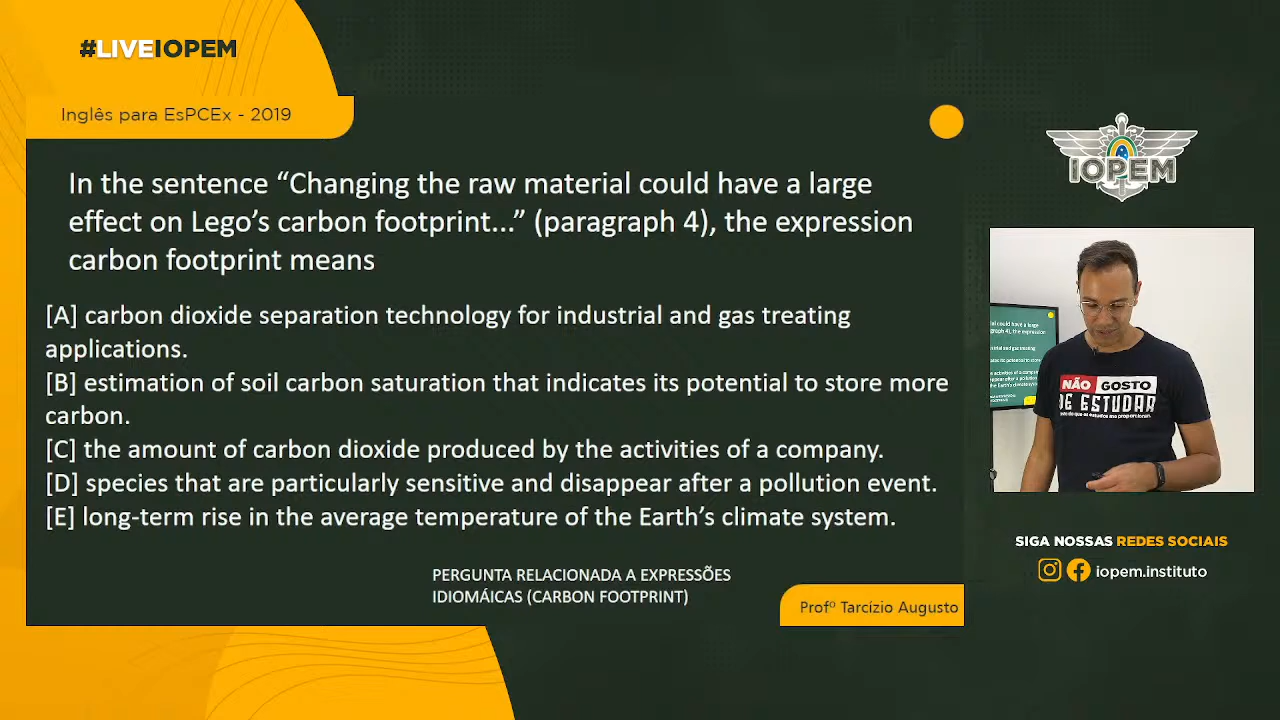 #LIVEIOPEM
Inglês para EsPCEx - 2019
In the sentence “Changing the raw material could have a large
effect on Lego’s carbon footprint...” (paragraph 4), the expression
carbon footprint means
[A] carbon dioxide separation technology for industrial and gas treating
applications.
[B] estimation of soil carbon saturation that indicates its potential to store more
carbon.
[C] the amount of carbon dioxide produced by the activities of a company.
[D] species that are particularly sensitive and disappear after a pollution event.
[E] long-term rise in the average temperature of the Earth’s climate system.
PERGUNTA RELACIONADA A EXPRESSÕES
IDIOMÁICAS (CARBON FOOTPRINT)
Profº Tarcízio Augusto
IOPEM
NÃO GOSTO
DE ESTUDAR
SIGA NOSSAS REDES SOCIAIS
iopem.instituto